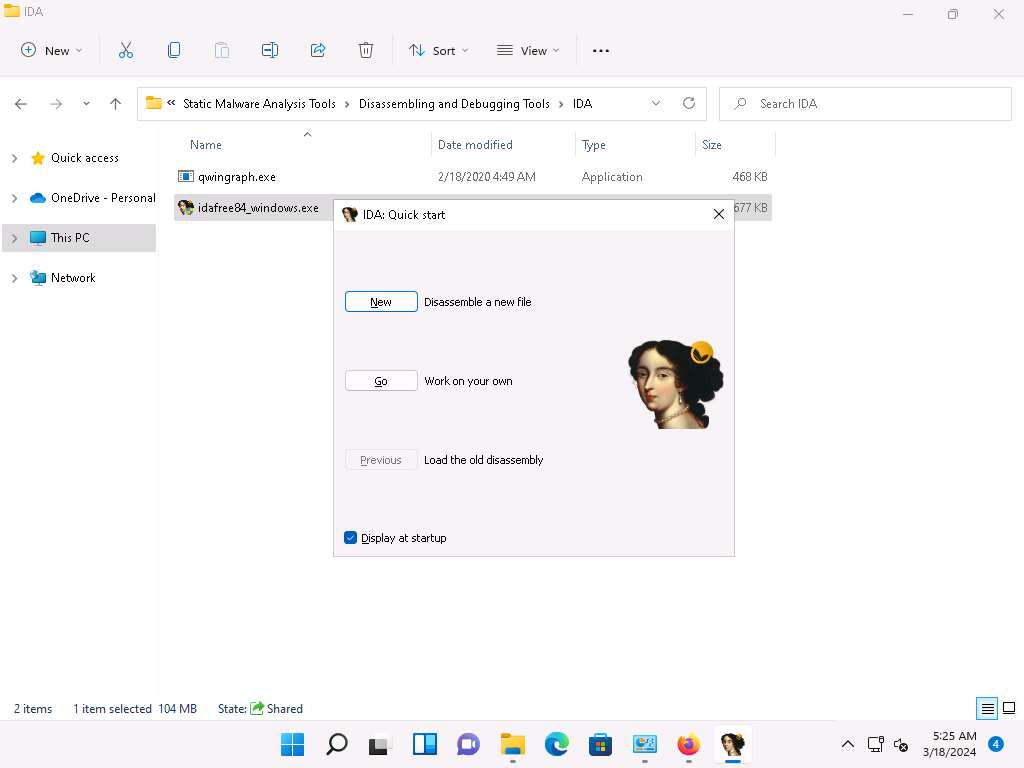 IDA
New
Sort
View
« Static Malware Analysis Tools > Disassembling and Debugging Tools > IDA
Search IDA
Quick access
OneDrive - Personal
This PC
Network
Name Date modified Type Size
qwingraph.exe 2/18/2020 4:49 AM Application 468 KB
idafree84_windows.exe 677 KB
IDA: Quick start
New Disassemble a new file
Go Work on your own
Previous Load the old disassembly
Display at startup
2 items 1 item selected 104 MB State: Shared
5:25 AM
3/18/2024
4